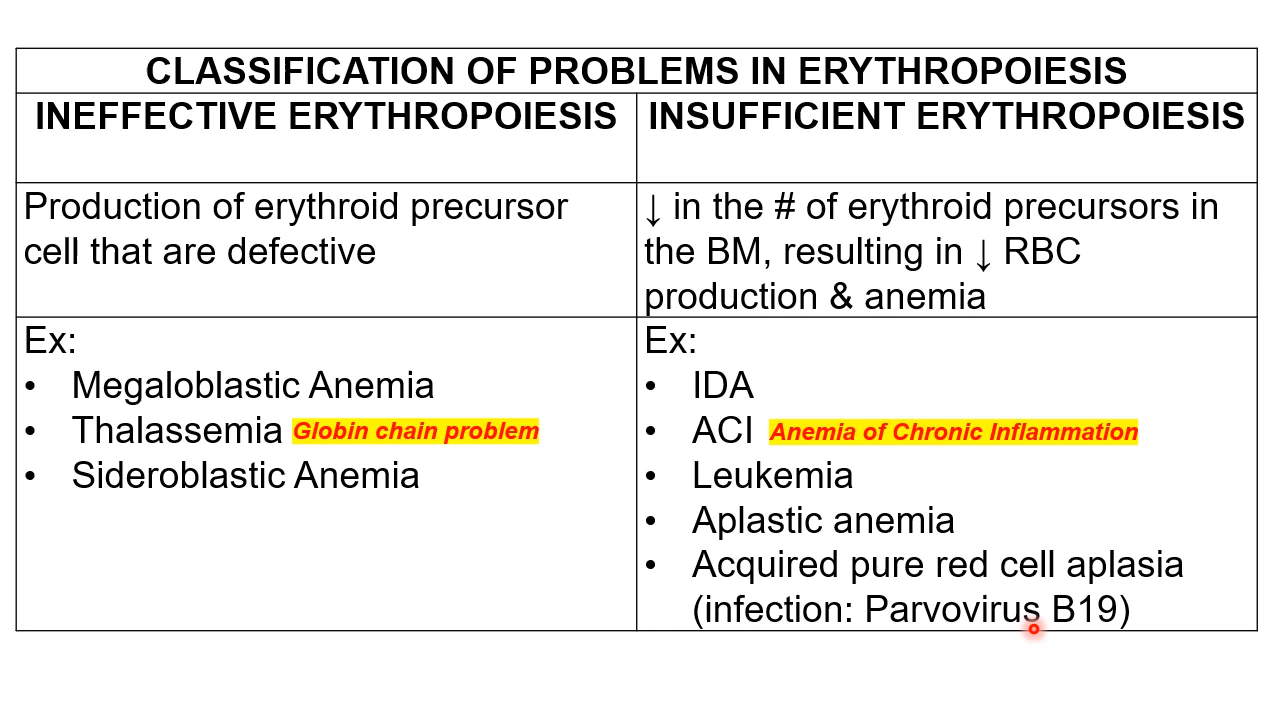 CLASSIFICATION OF PROBLEMS IN ERYTHROPOIESIS
INEFFECTIVE ERYTHROPOIESIS
INSUFFICIENT ERYTHROPOIESIS
Production of erythroid precursor
cell that are defective
↓ in the # of erythroid precursors in
the BM, resulting in ↓ RBC
production & anemia
Ex:
• Megaloblastic Anemia
• Thalassemia Globin chain problem
• Sideroblastic Anemia
Ex:
• IDA
• ACI Anemia of Chronic Inflammation
• Leukemia
• Aplastic anemia
• Acquired pure red cell aplasia
(infection: Parvovirus B19)